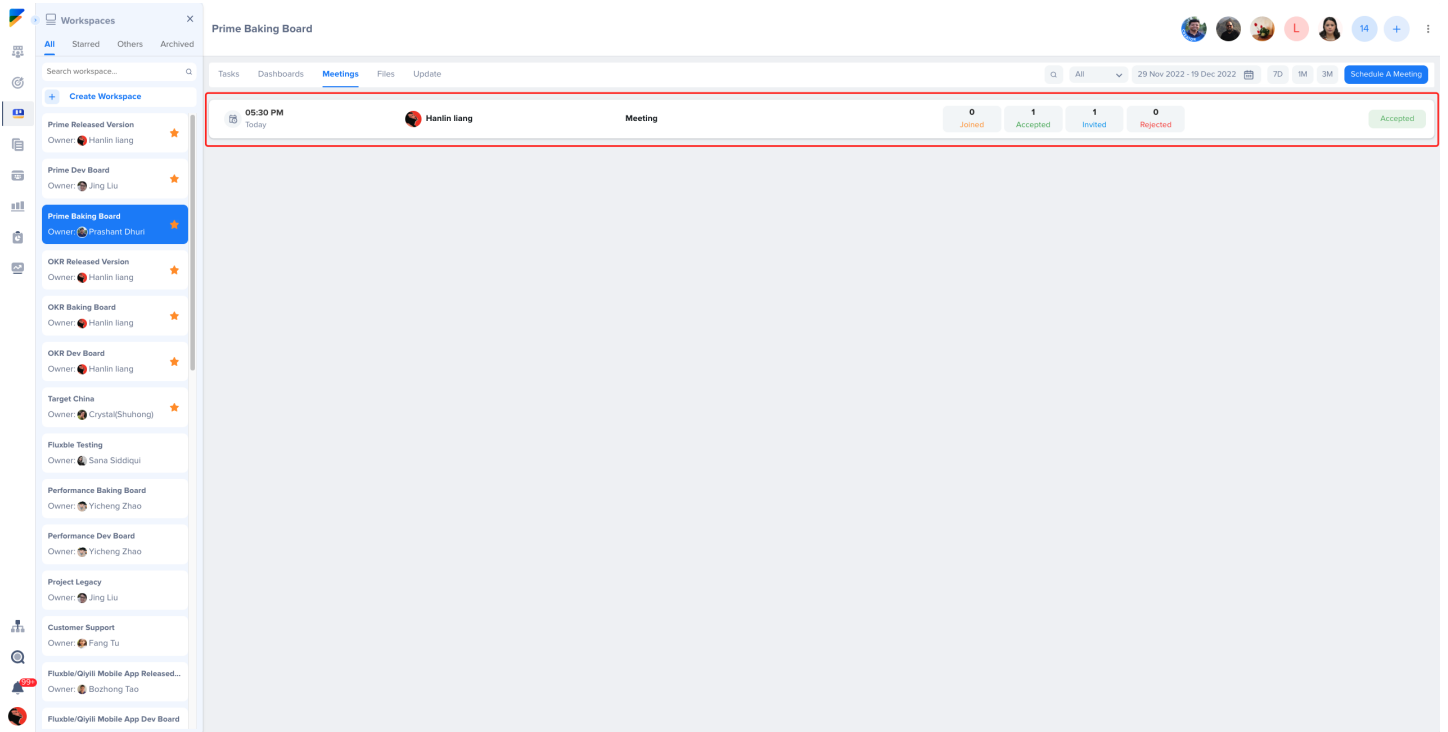 Workspaces
All Starred Others Archived
Search workspace...
Create Workspace
Prime Released Version
Owner: Hanlin liang
Prime Dev Board
Owner: Jing Liu
Prime Baking Board
Owner: Prashant Dhuri
OKR Released Version
Owner: Hanlin liang
OKR Baking Board
Owner: Hanlin liang
OKR Dev Board
Owner: Hanlin liang
Target China
Owner: Crystal(Shuhong)
Fluxble Testing
Owner: Sana Siddiqui
Performance Baking Board
Owner: Yicheng Zhao
Performance Dev Board
Owner: Yicheng Zhao
Project Legacy
Owner: Jing Liu
Customer Support
Owner: Fang Tu
Fluxble/Qiyili Mobile App Released...
Owner: Bozhong Tao
Fluxble/Qiyili Mobile App Dev Board
99+
Prime Baking Board
L
14
+
Tasks Dashboards Meetings Files Update
All
29 Nov 2022 - 19 Dec 2022
7D 1M 3M
Schedule A Meeting
05:30 PM
Today
Hanlin liang
Meeting
0
Joined
1
Accepted
1
Invited
0
Rejected
Accepted